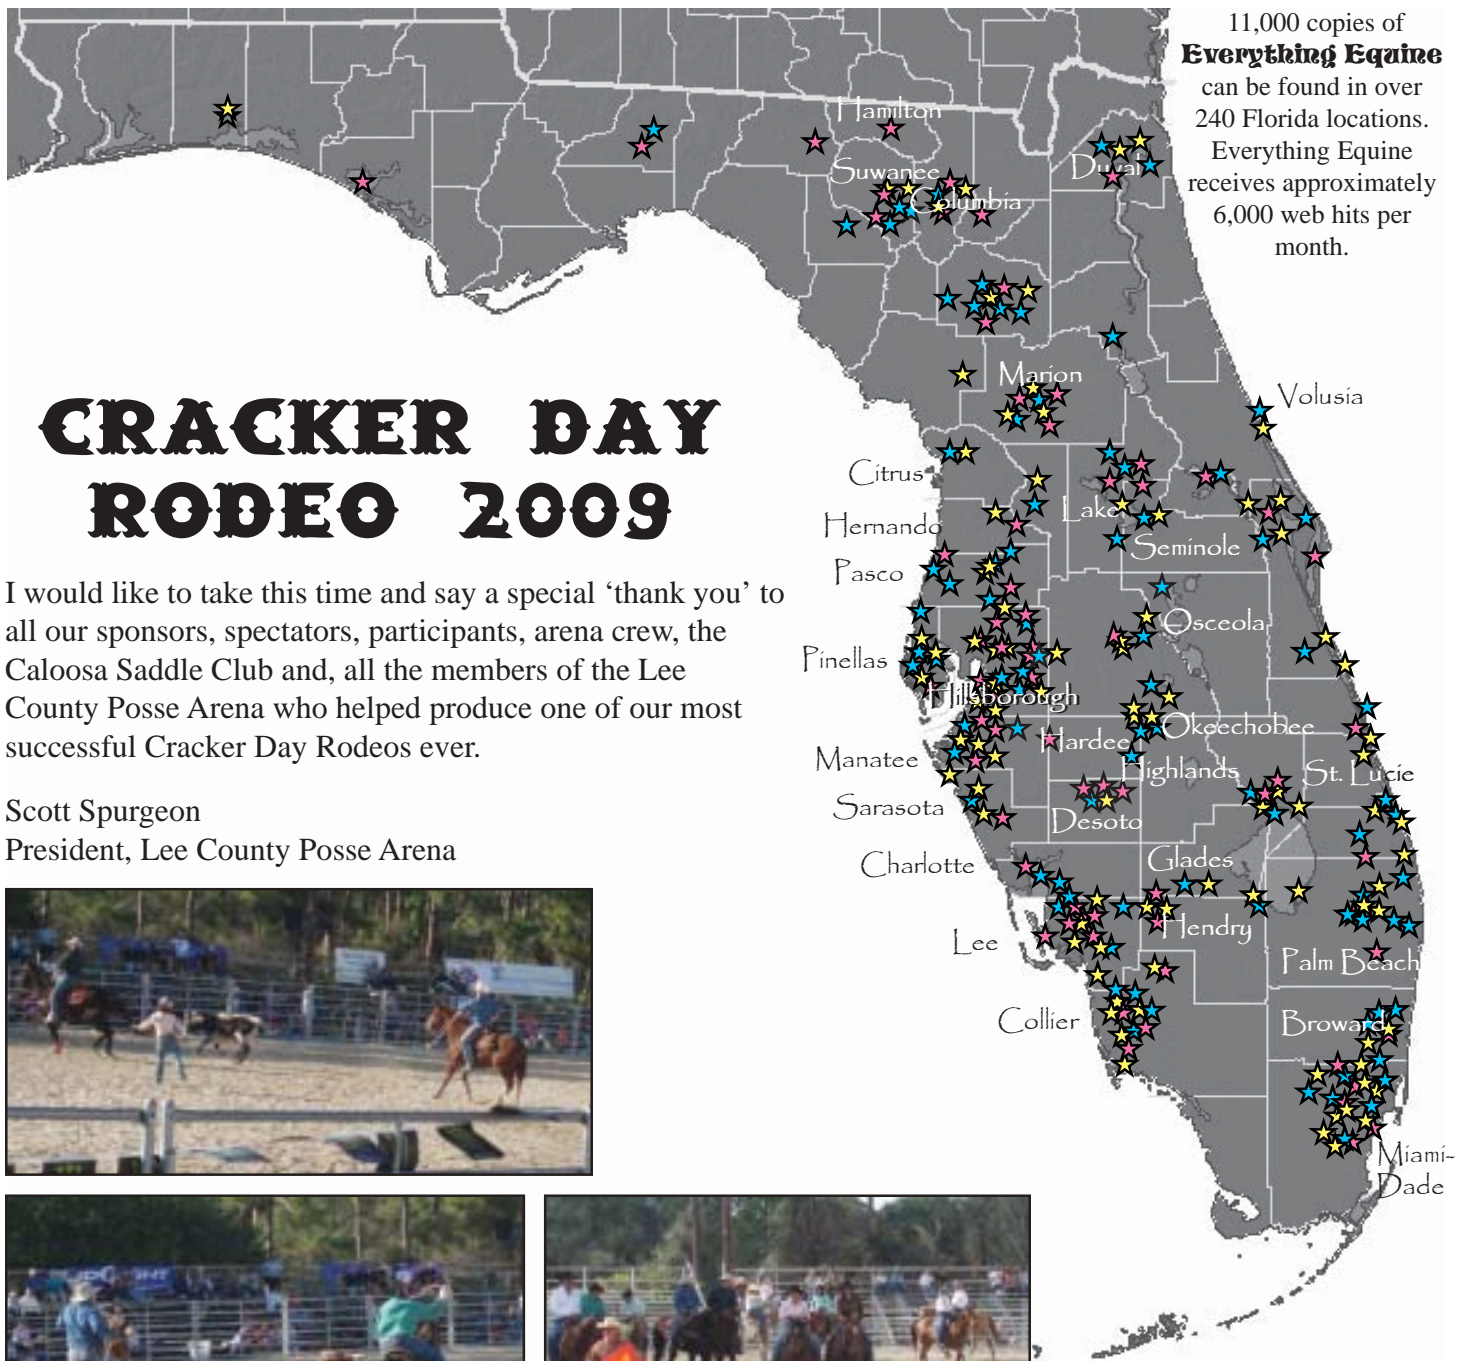 11,000 copies of
Everything Equine
can be found in over
240 Florida locations.
Everything Equine
receives approximately
6,000 web hits per
month.
Hamilton
Suwanee
Columbia
Duval
Marion
Volusia
Citrus
Lake
Hernando
Seminole
Pasco
Osceola
Pinellas
Hillsborough
Okeechobee
Hardee
Manatee
Highlands
St. Lucie
Sarasota
Desoto
Charlotte
Glades
Hendry
Lee
Palm Beach
Collier
Broward
Miami-
Dade
CRACKER DAY
RODEO 2009
I would like to take this time and say a special ‘thank you’ to
all our sponsors, spectators, participants, arena crew, the
Caloosa Saddle Club and, all the members of the Lee
County Posse Arena who helped produce one of our most
successful Cracker Day Rodeos ever.
Scott Spurgeon
President, Lee County Posse Arena